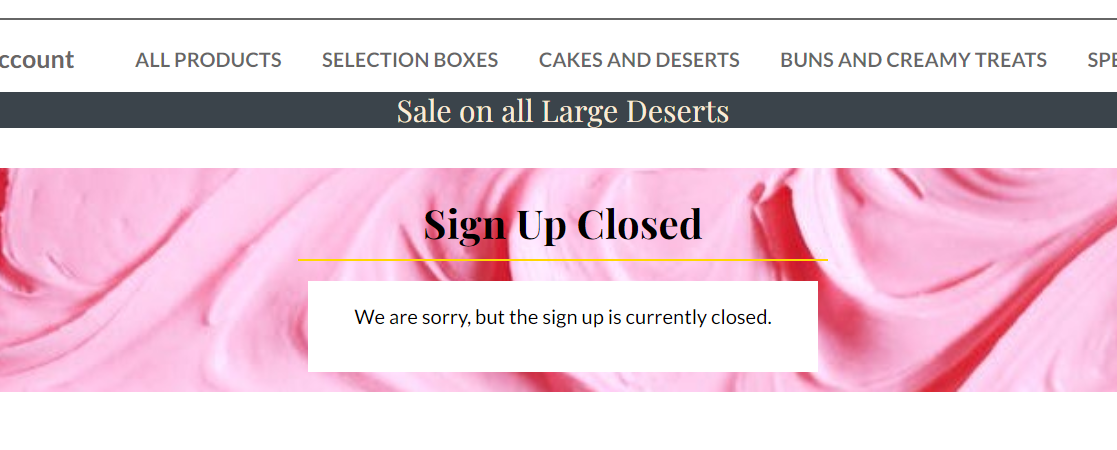 ccount ALL PRODUCTS SELECTION BOXES CAKES AND DESERTS BUNS AND CREAMY TREATS SPE
Sale on all Large Deserts
Sign Up Closed
We are sorry, but the sign up is currently closed.